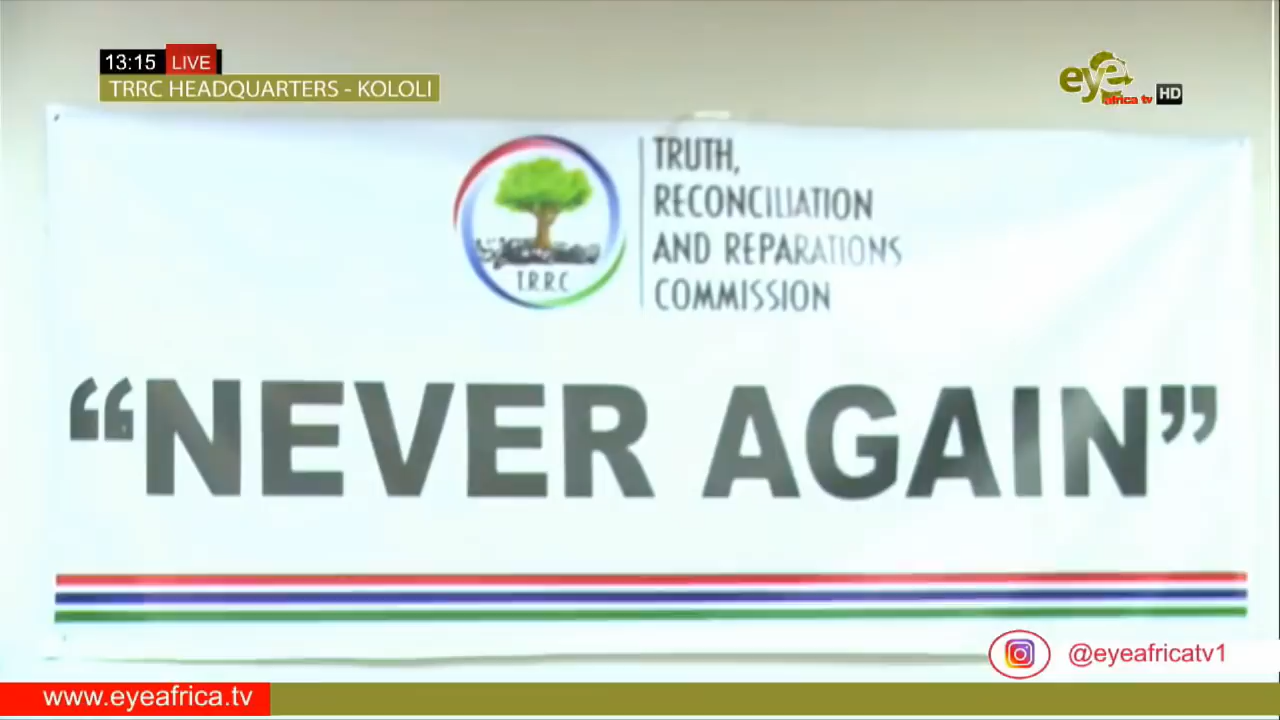 13:15 LIVE
TRRC HEADQUARTERS - KOLOLI
eye
africa tv HD
TRUTH,
RECONCILIATION
AND REPARATIONS
COMMISSION
T.R.R.C
“NEVER AGAIN”
@eyeafricatv1
www.eyeafrica.tv